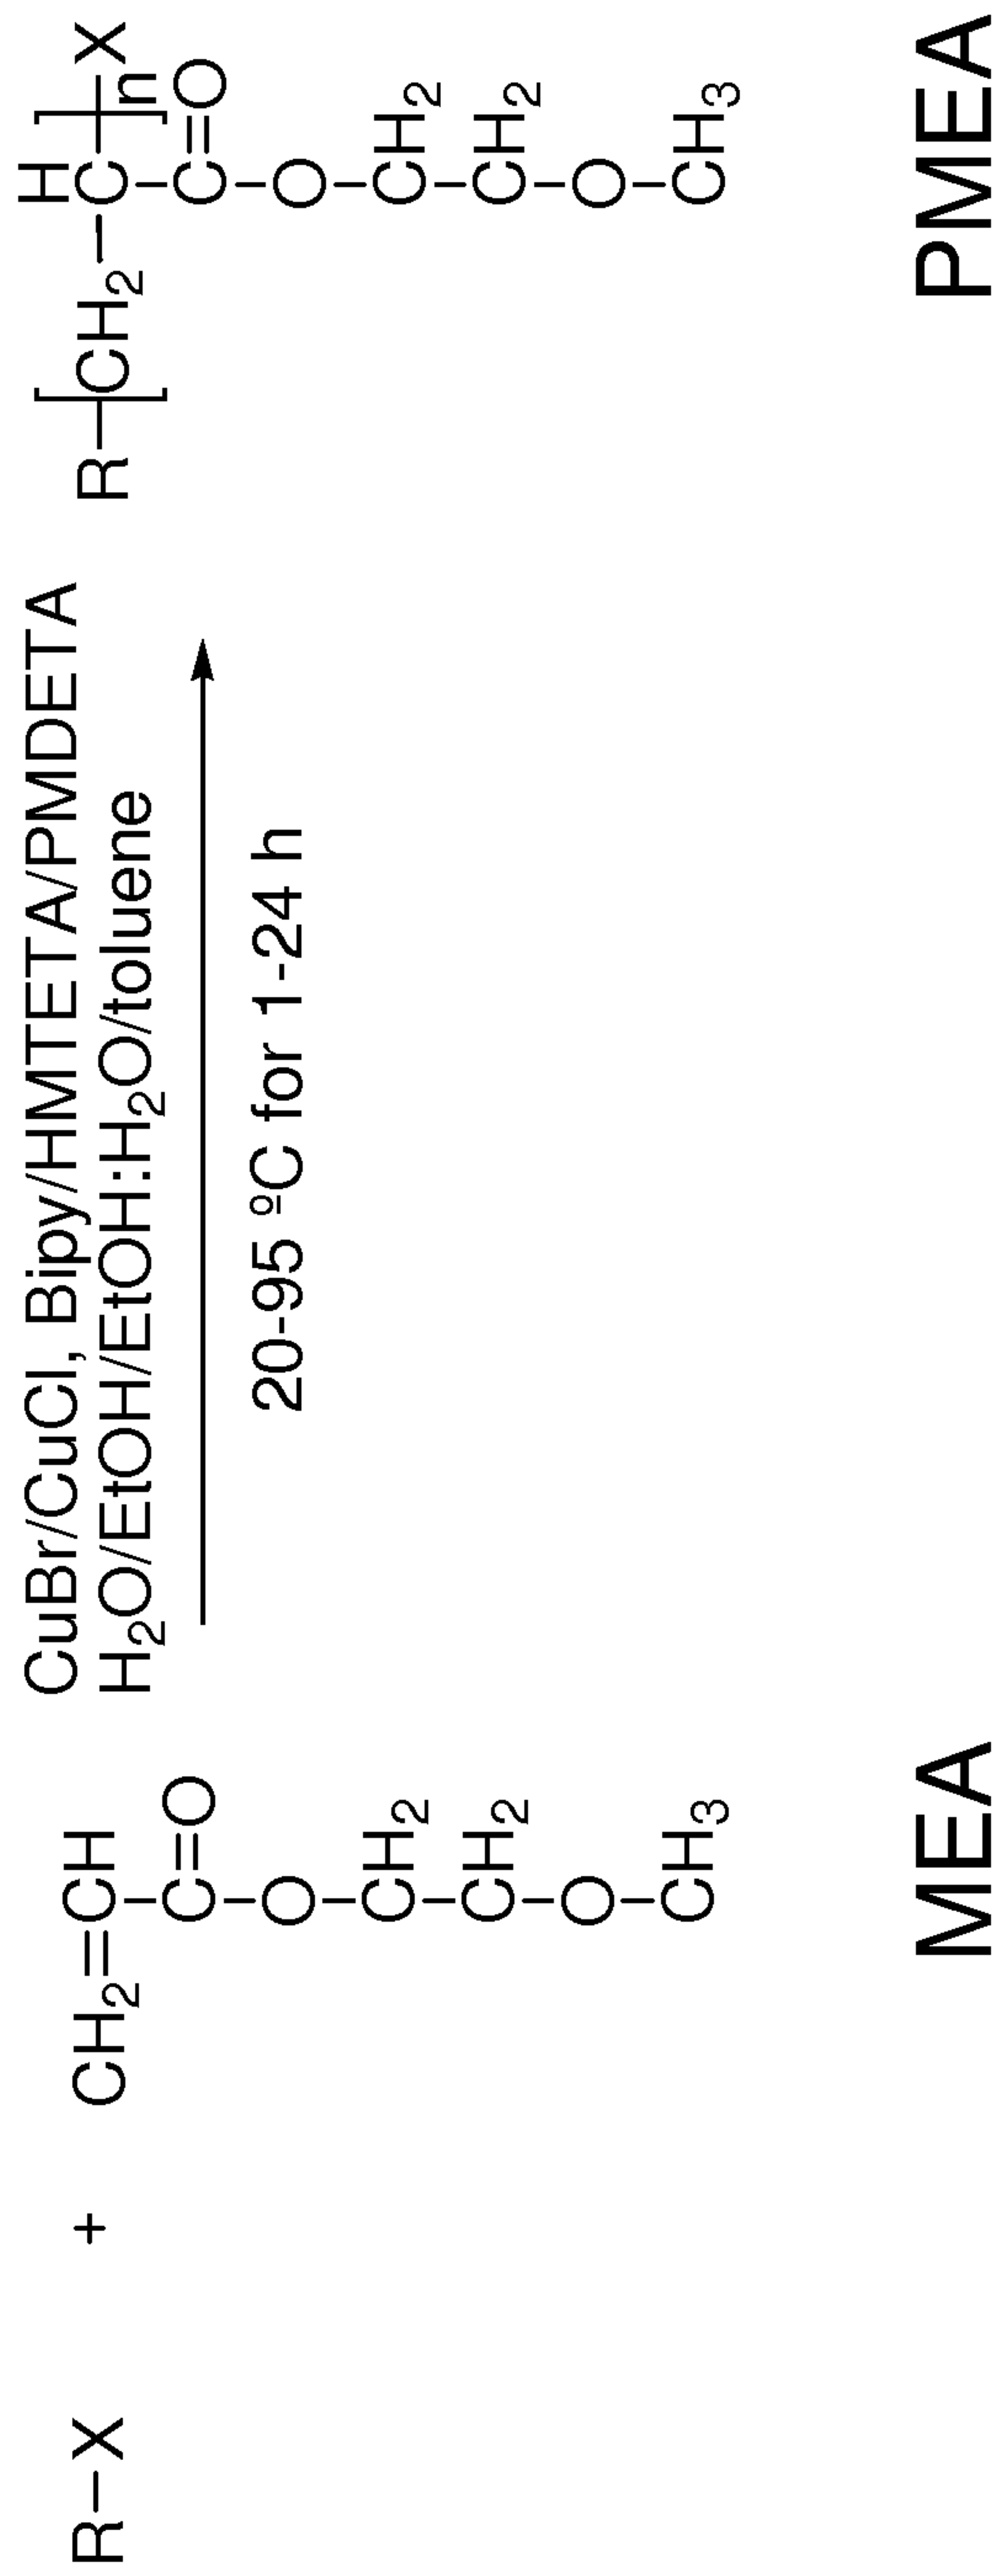 R–X + CH₂=CH
C=O
O
CH₂
CH₂
O
CH₃
MEA
CuBr/CuCl, Bipy/HMTETA/PMDETA
H₂O/EtOH/EtOH:H₂O/toluene
20-95 ºC for 1-24 h
H
R–[CH₂–C]n–X
C=O
O
CH₂
CH₂
O
CH₃
PMEA